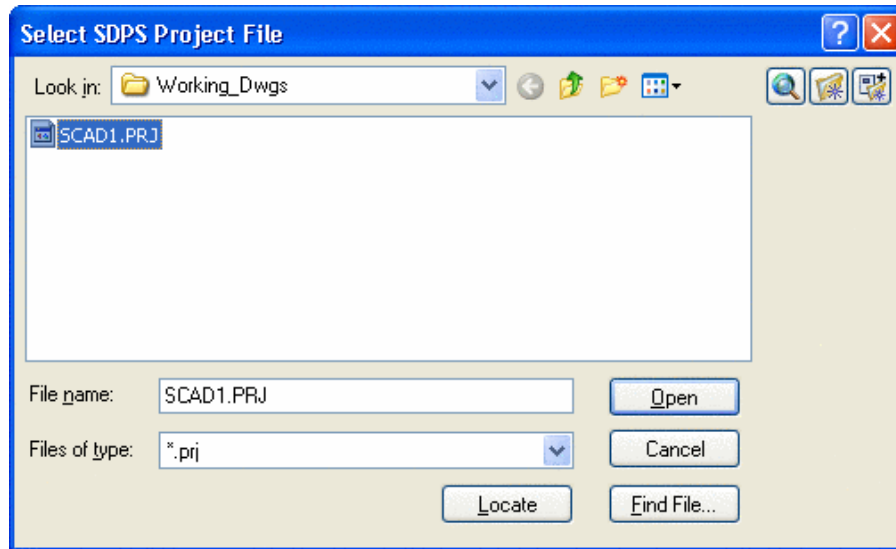 Select SDPS Project File
Look in: Working_Dwgs
SCAD1.PRJ
File name: SCAD1.PRJ Open
Files of type: *.prj Cancel
Locate Find File...